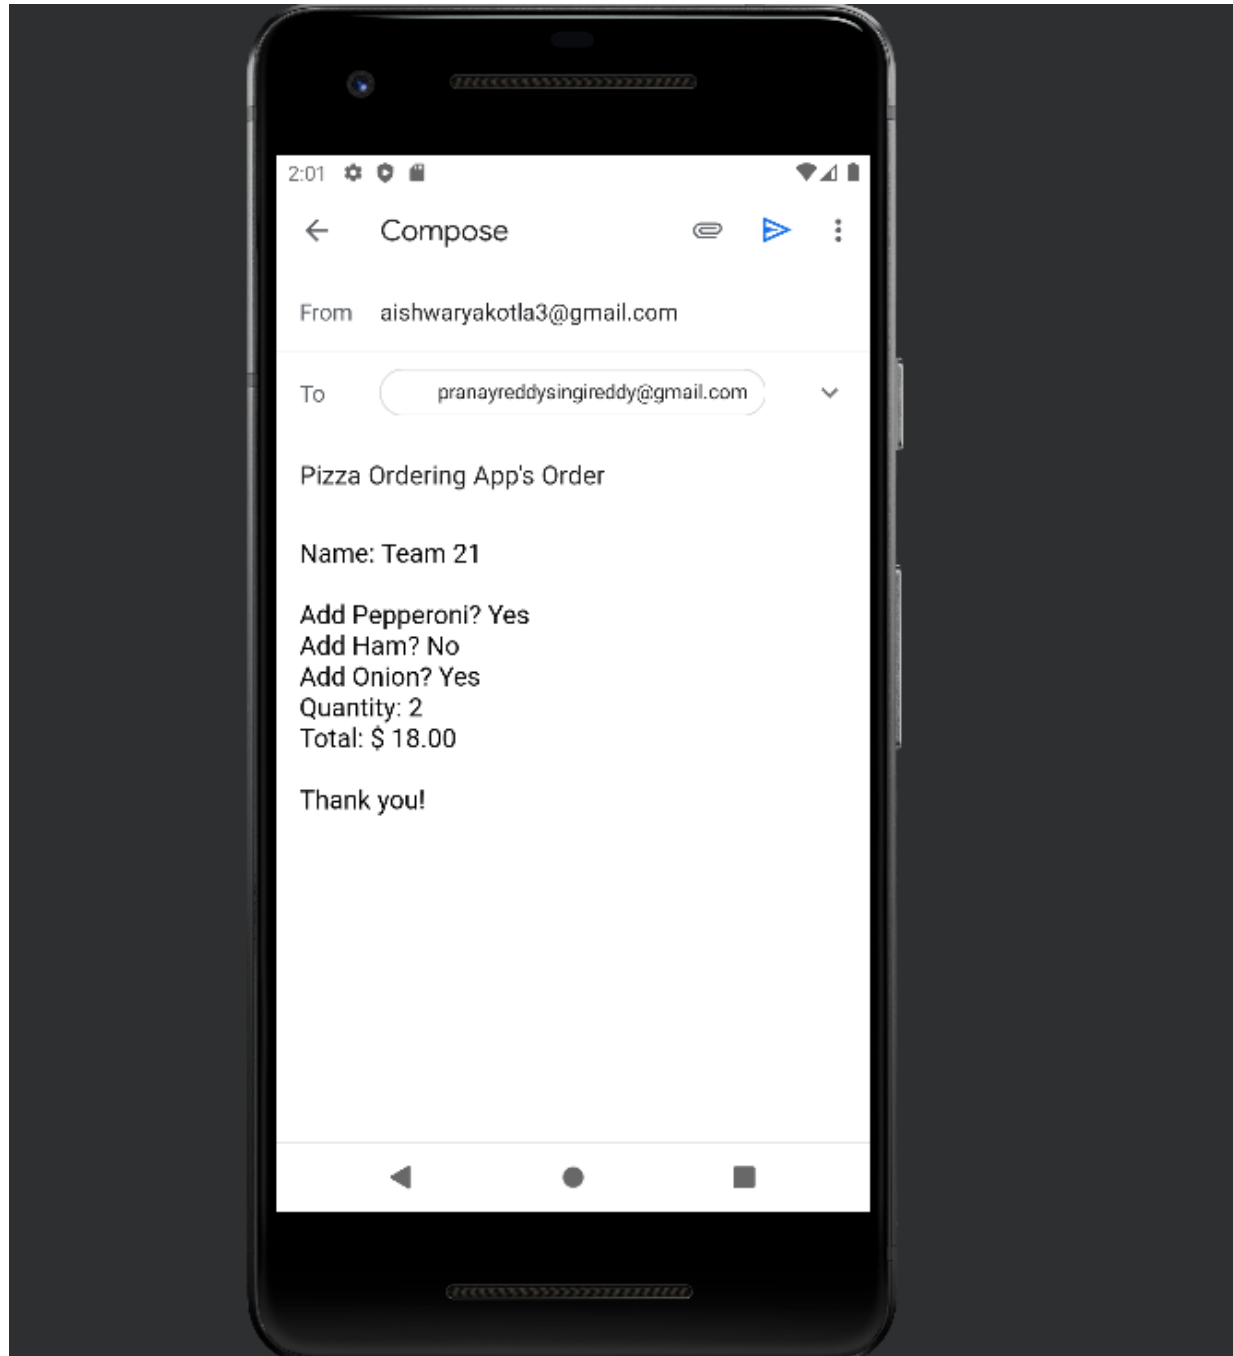 2:01
Compose
From aishwaryakotla3@gmail.com
To pranayreddysingireddy@gmail.com
Pizza Ordering App's Order
Name: Team 21
Add Pepperoni? Yes
Add Ham? No
Add Onion? Yes
Quantity: 2
Total: $ 18.00
Thank you!